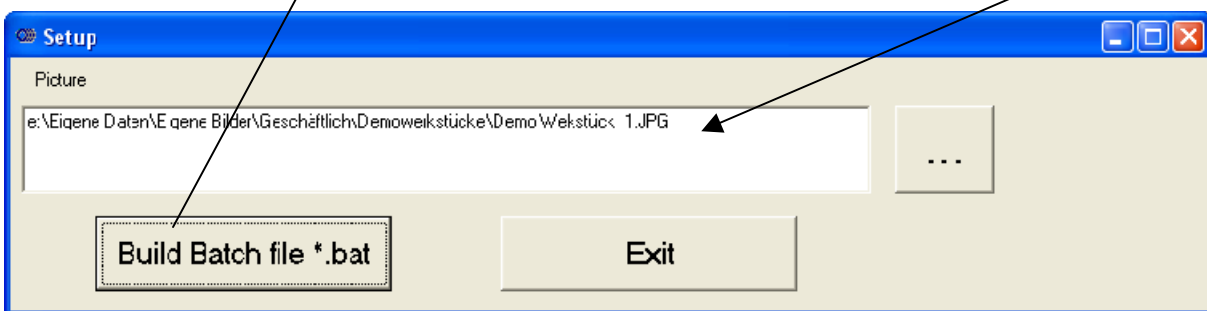 Setup
Picture
e:\Eigene Daten\Eigene Bilder\Geschäftlich\Demowerkstücke\Demo Wekstück 1.JPG
...
Build Batch file *.bat
Exit